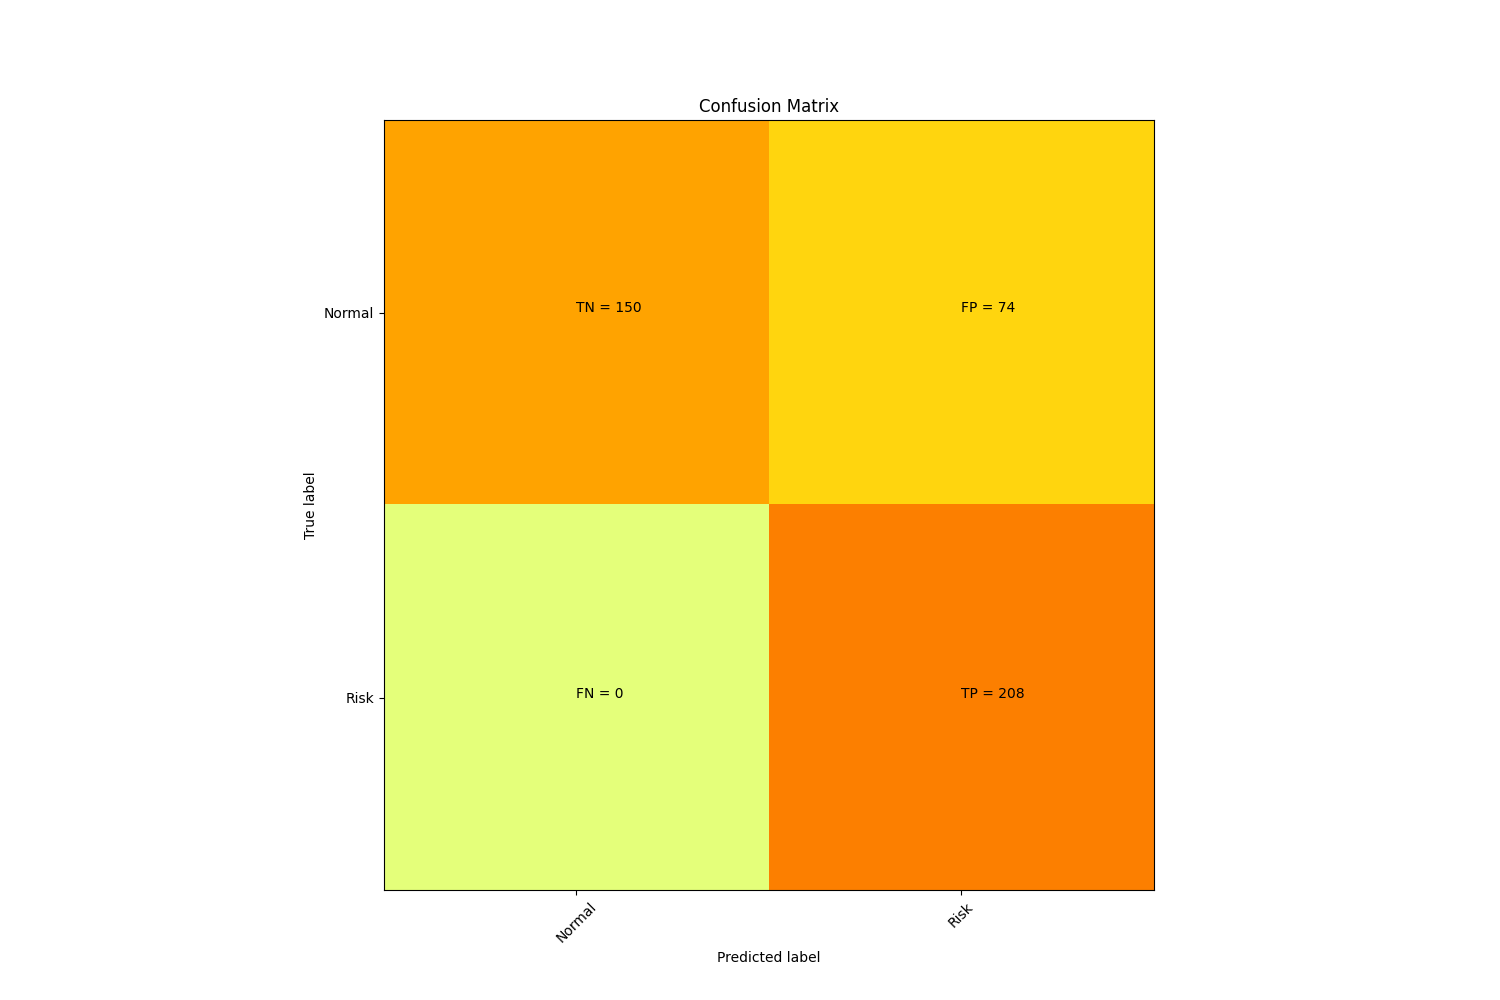 Confusion Matrix
Normal
TN = 150
FP = 74
True label
Risk
FN = 0
TP = 208
Normal
Risk
Predicted label